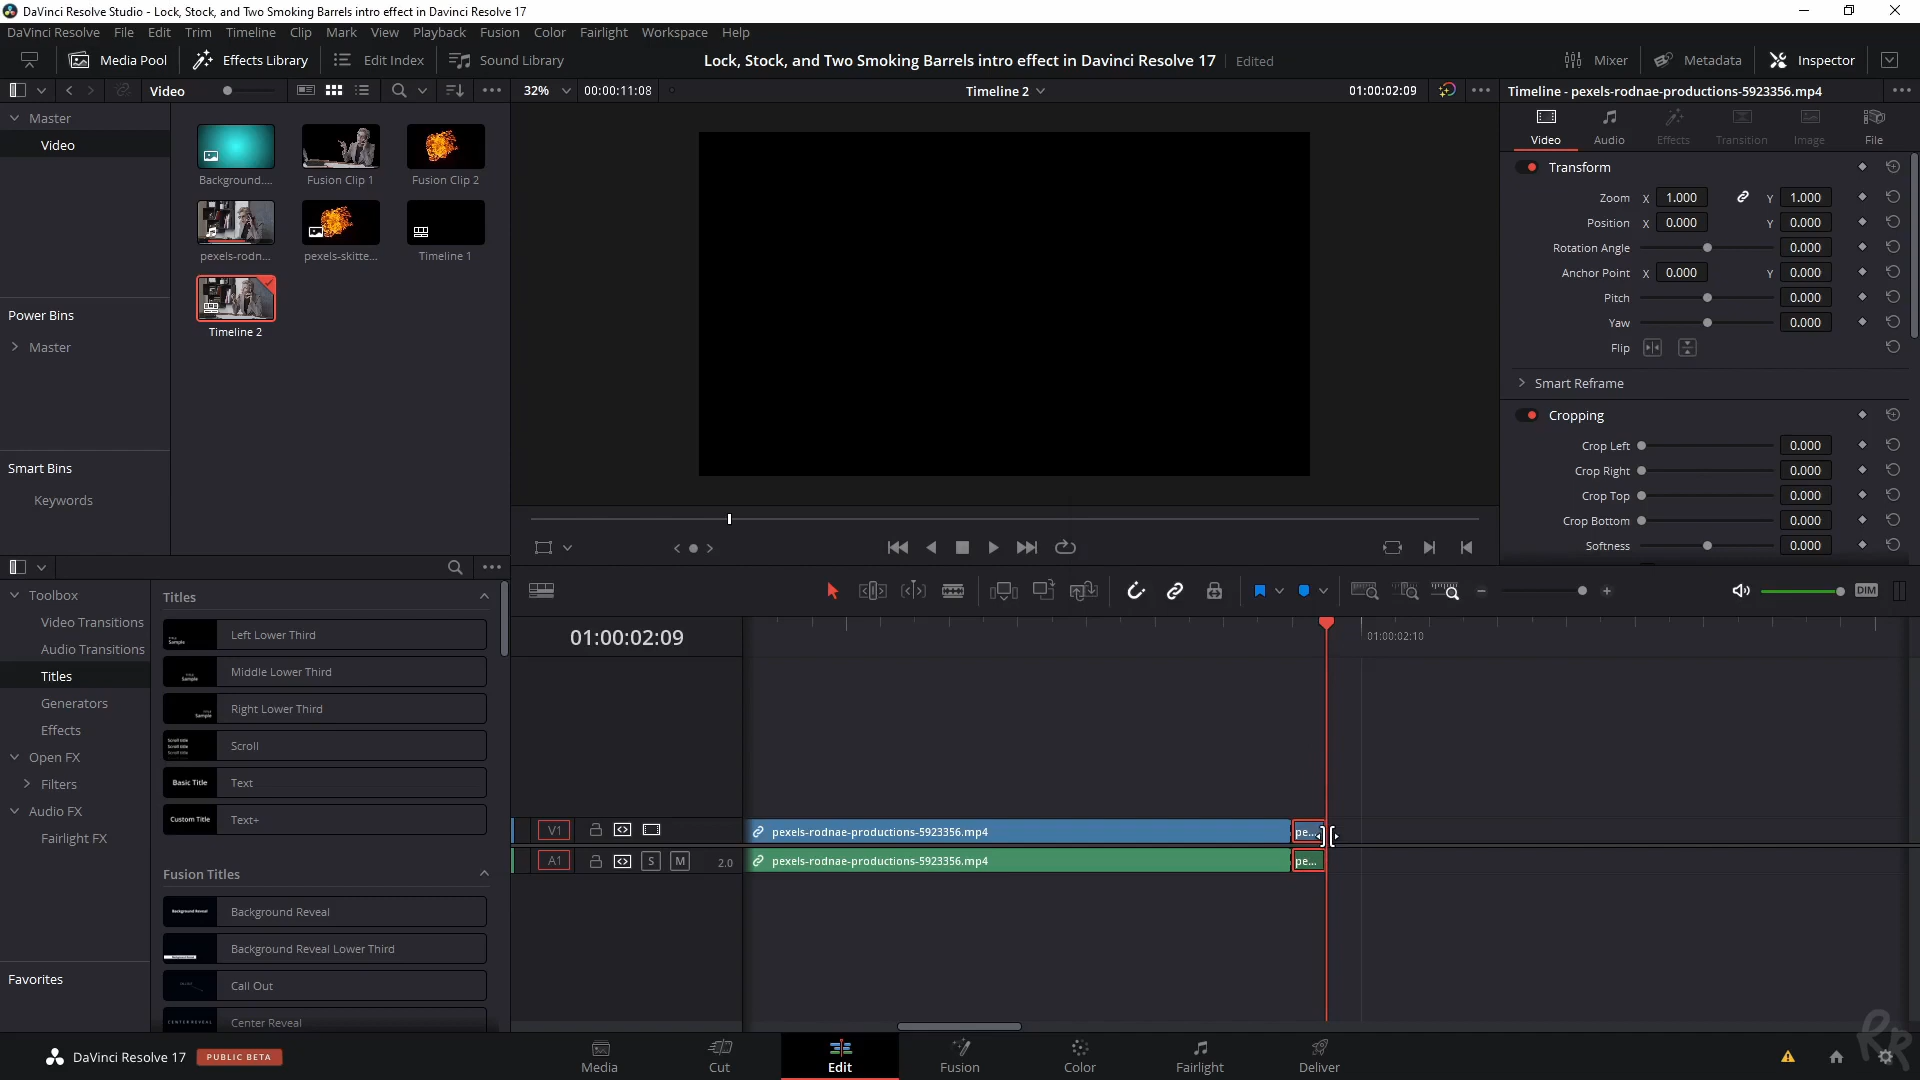 DaVinci Resolve Studio - Lock, Stock, and Two Smoking Barrels intro effect in Davinci Resolve 17
DaVinci Resolve File Edit Trim Timeline Clip Mark View Playback Fusion Color Fairlight Workspace Help
Media Pool Effects Library Edit Index Sound Library Lock, Stock, and Two Smoking Barrels intro effect in Davinci Resolve 17 Edited Mixer Metadata Inspector
Video 32% 00:00:11:08 Timeline 2 01:00:02:09 Timeline - pexels-rodnae-productions-5923356.mp4
Master
Video
Background....
Fusion Clip 1
Fusion Clip 2
pexels-rodn...
pexels-skitte...
Timeline 1
Timeline 2
Power Bins
Master
Smart Bins
Keywords
Video Audio Effects Transition Image File
Transform
Zoom X 1.000 Y 1.000
Position X 0.000 Y 0.000
Rotation Angle 0.000
Anchor Point X 0.000 Y 0.000
Pitch 0.000
Yaw 0.000
Flip
Smart Reframe
Cropping
Crop Left 0.000
Crop Right 0.000
Crop Top 0.000
Crop Bottom 0.000
Softness 0.000
Toolbox
Video Transitions
Audio Transitions
Titles
Generators
Effects
Open FX
Filters
Audio FX
Fairlight FX
Favorites
Titles
Left Lower Third
Middle Lower Third
Right Lower Third
Scroll
Basic Title Text
Custom Title Text+
Fusion Titles
Background Reveal Background Reveal
Background Reveal Lower Third
Call Out
CENTER REVEAL Center Reveal
DIM
01:00:02:09
01:00:02:10
V1 pexels-rodnae-productions-5923356.mp4 pe...
A1 S M 2.0 pexels-rodnae-productions-5923356.mp4 pe...
DaVinci Resolve 17 PUBLIC BETA
Media Cut Edit Fusion Color Fairlight Deliver
RR